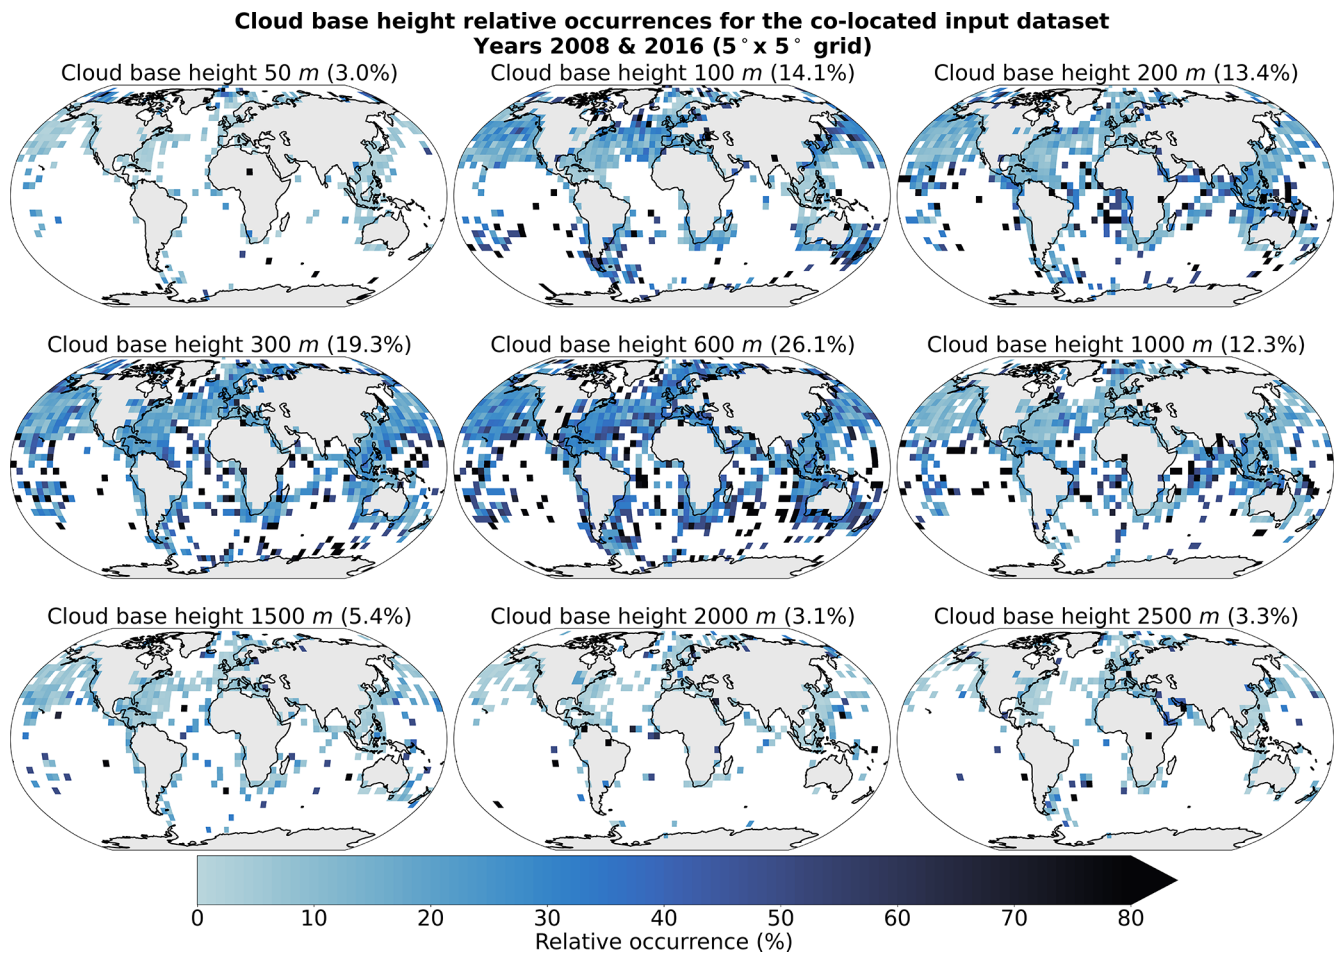 Cloud base height relative occurrences for the co-located input dataset
Years 2008 & 2016 (5°x 5° grid)
Cloud base height 50 m (3.0%)
Cloud base height 100 m (14.1%)
Cloud base height 200 m (13.4%)
Cloud base height 300 m (19.3%)
Cloud base height 600 m (26.1%)
Cloud base height 1000 m (12.3%)
Cloud base height 1500 m (5.4%)
Cloud base height 2000 m (3.1%)
Cloud base height 2500 m (3.3%)
0 10 20 30 40 50 60 70 80
Relative occurrence (%)